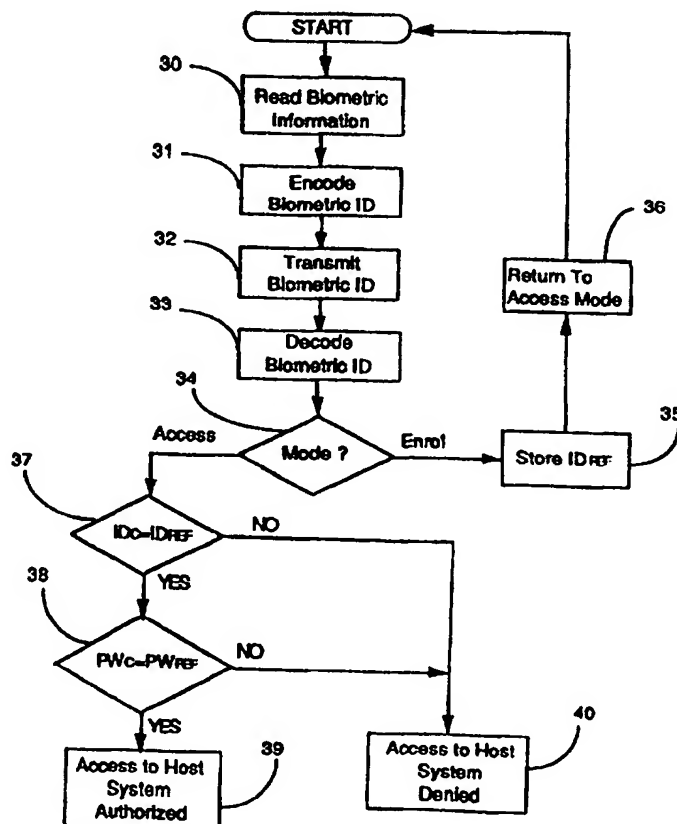 START
30
Read Biometric
Information
31
Encode
Biometric ID
32
Transmit
Biometric ID
33
Decode
Biometric ID
34
Mode ?
Access
Enrol
35
Store IDREF
36
Return To
Access Mode
37
IDC=IDREF
NO
YES
38
PWC=PWREF
NO
YES
39
Access to Host
System
Authorized
40
Access to Host
System
Denied